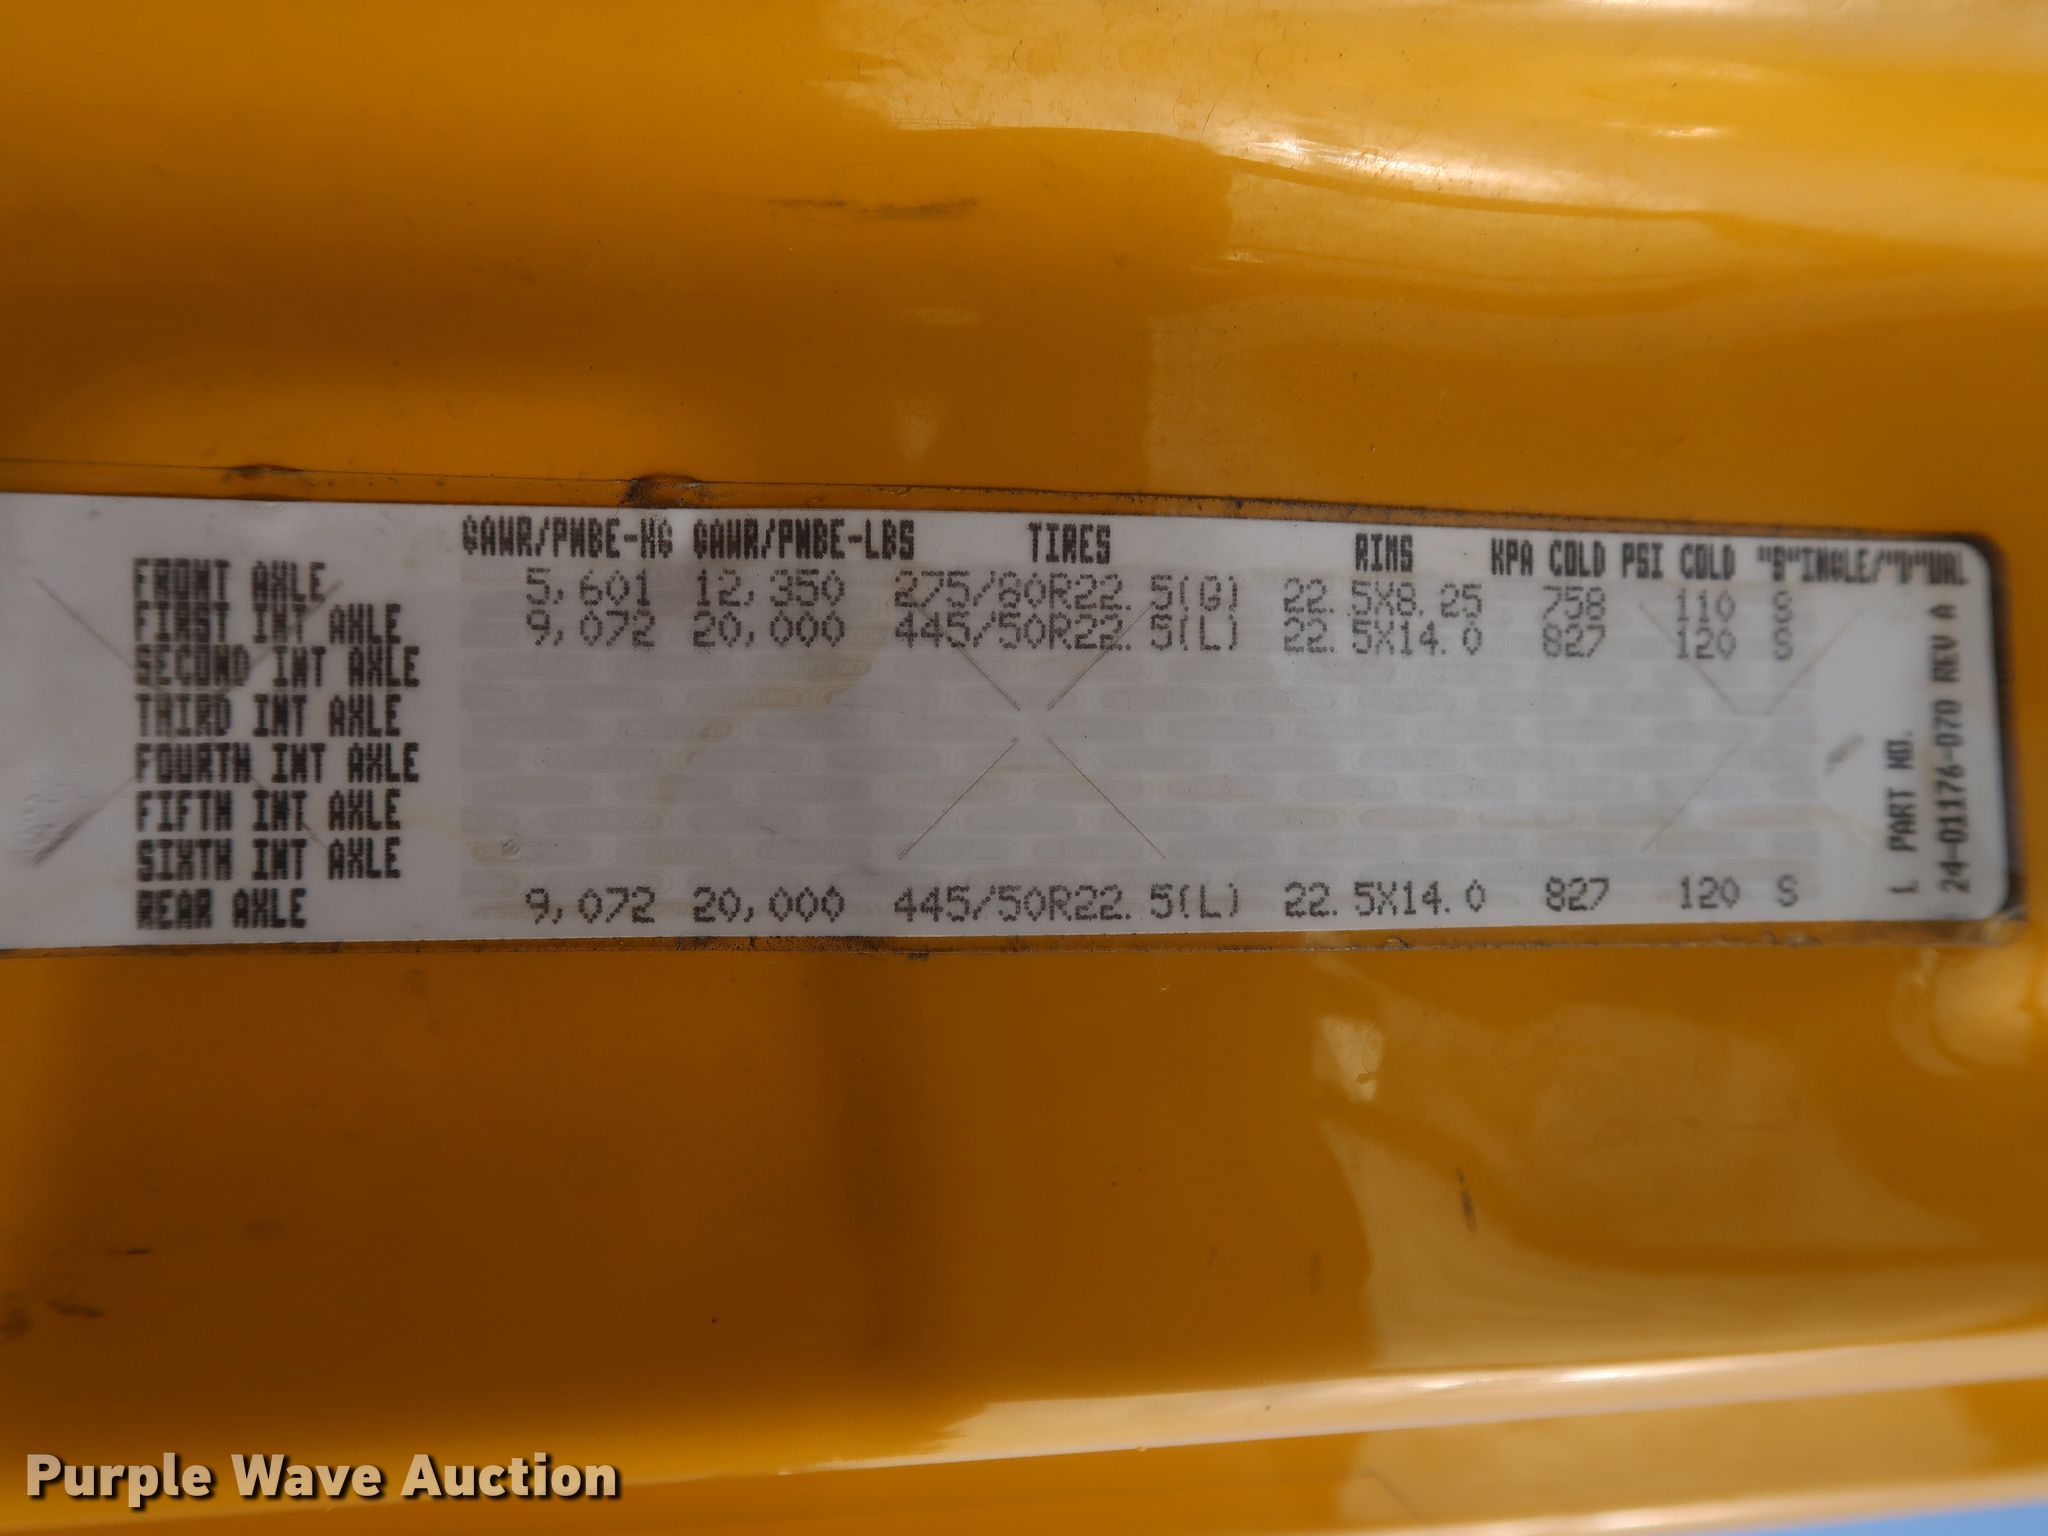 GAWR/PNBE-KG GAWR/PNBE-LBS TIRES RIMS KPA COLD PSI COLD "S"INGLE/"D"UAL
FRONT AXLE 5,601 12,350 275/80R22.5(G) 22.5X8.25 758 110 S
FIRST INT AXLE 9,072 20,000 445/50R22.5(L) 22.5X14.0 827 120 S
SECOND INT AXLE
THIRD INT AXLE
FOURTH INT AXLE
FIFTH INT AXLE
SIXTH INT AXLE
REAR AXLE 9,072 20,000 445/50R22.5(L) 22.5X14.0 827 120 S
L PART NO.
24-01176-070 REV A
Purple Wave Auction